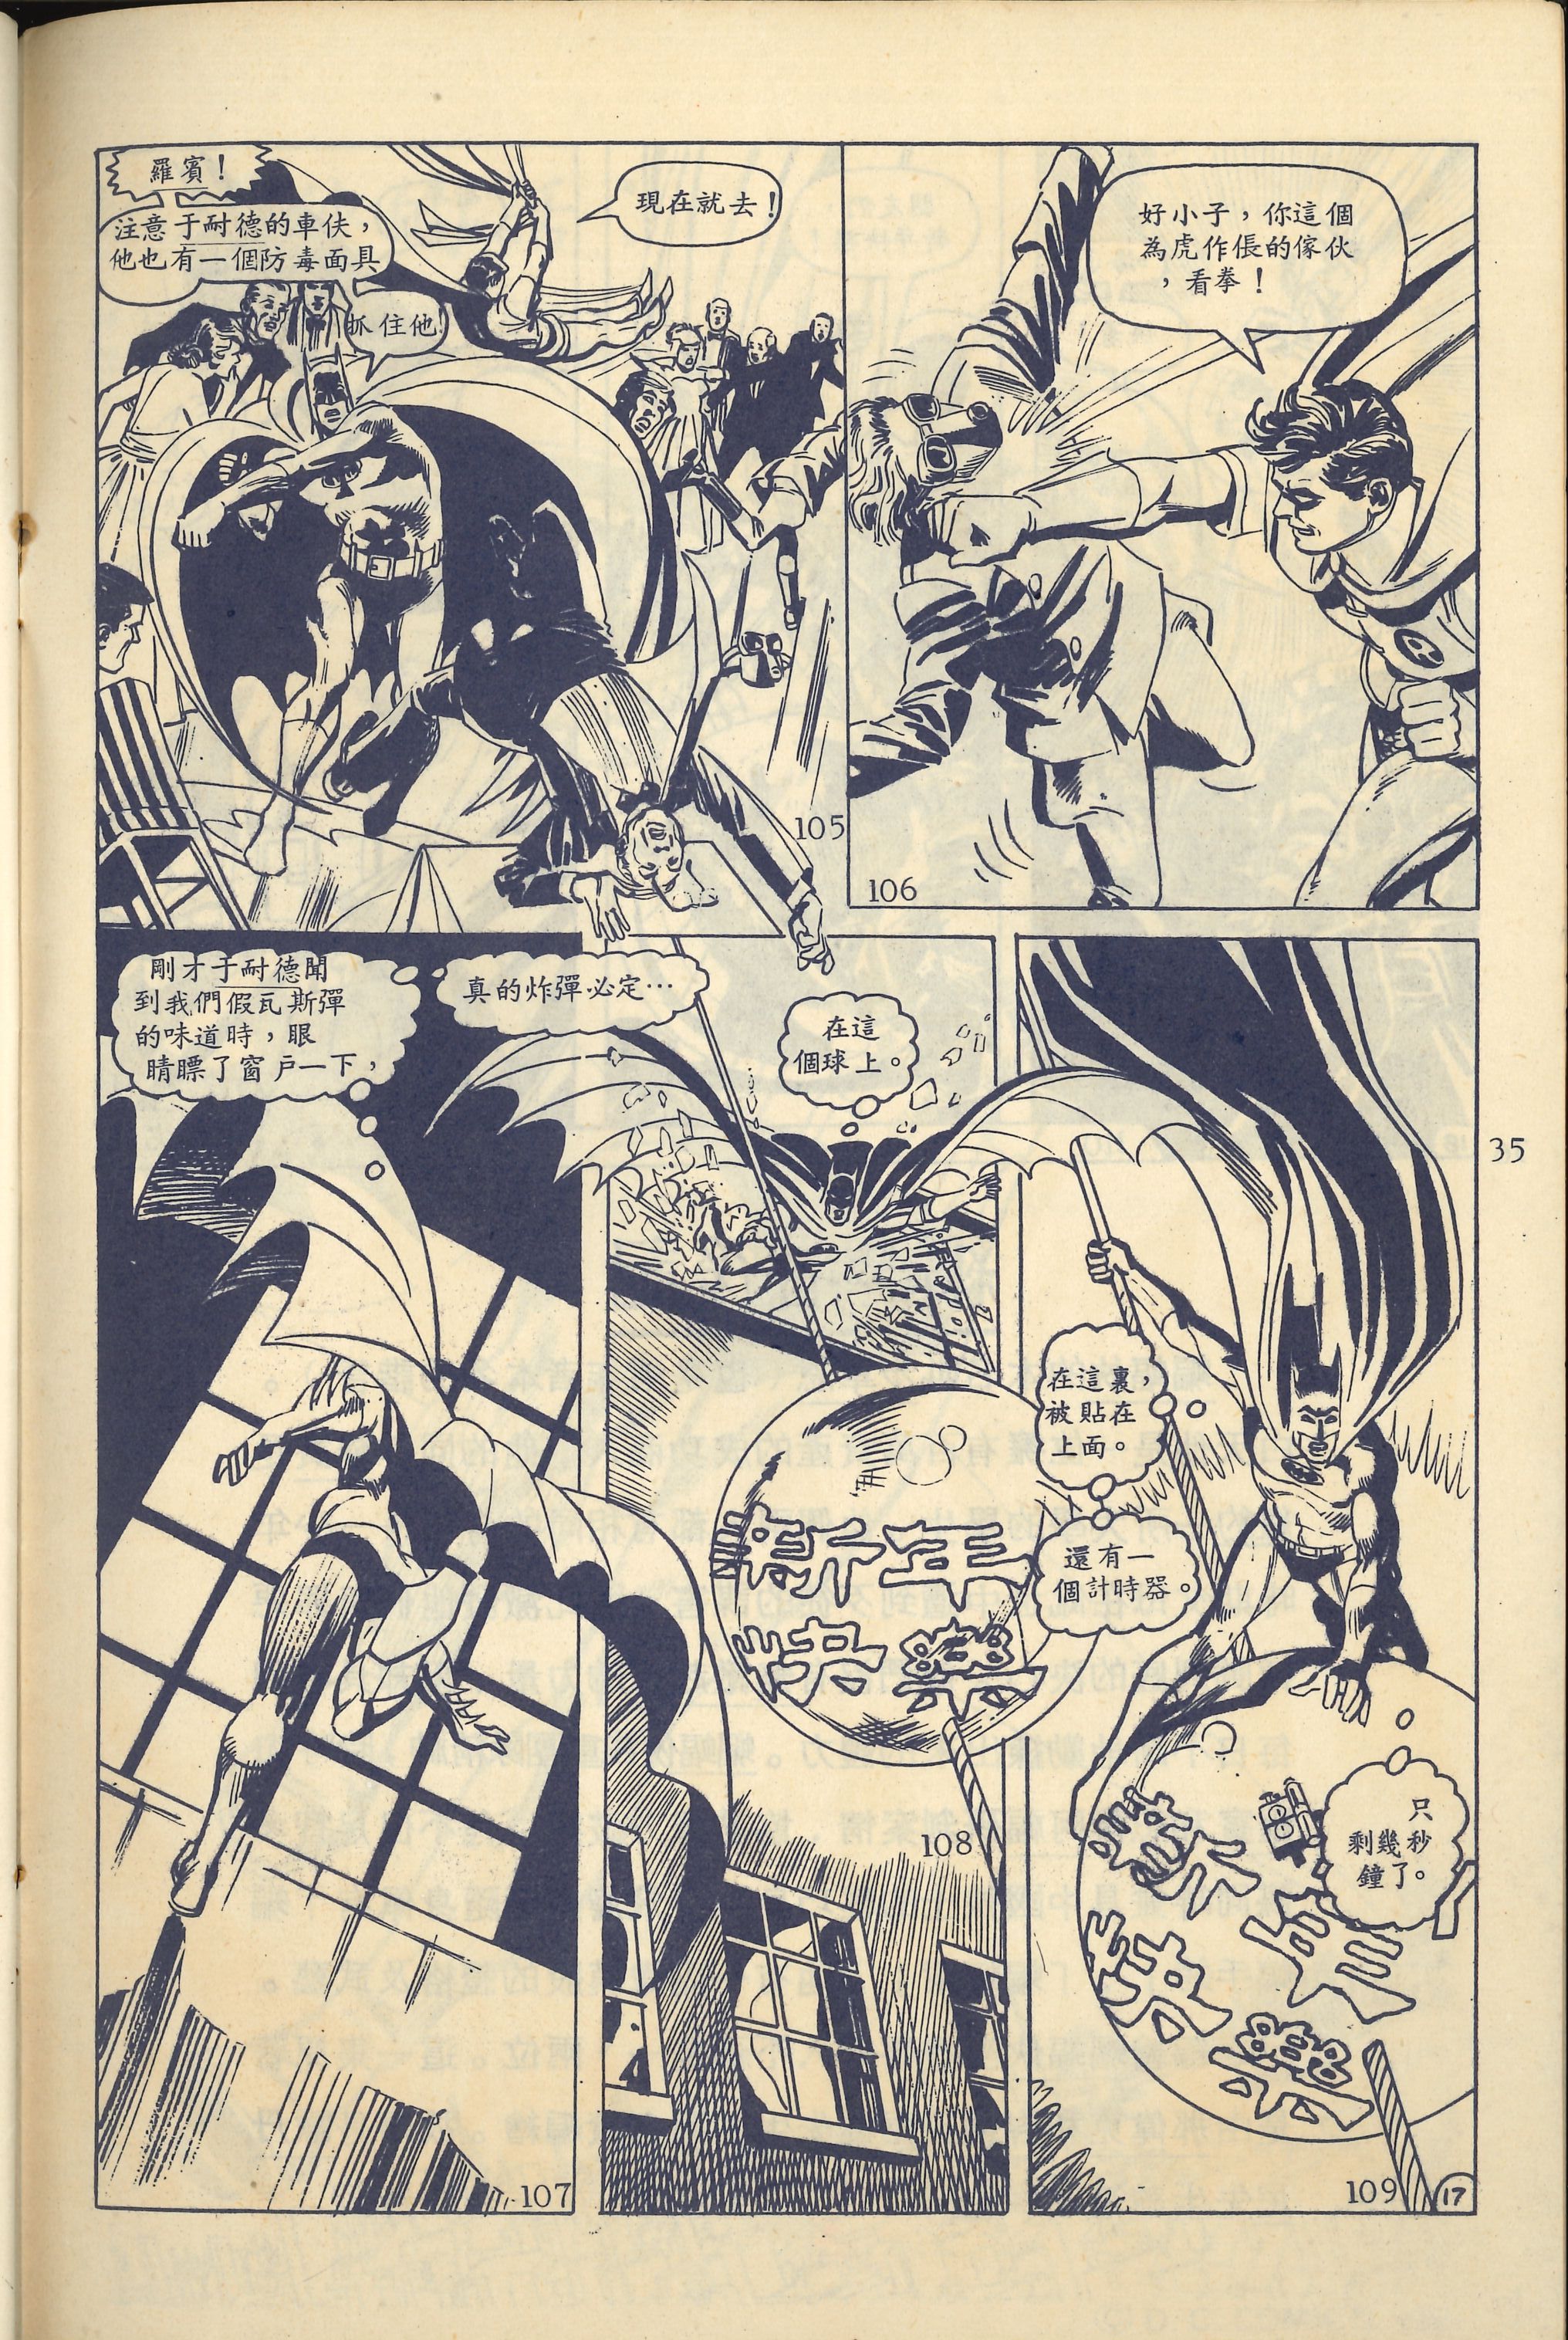 羅賓！
注意于耐德的車伕，
他也有一個防毒面具
抓住他！
現在就去！
105
好小子，你這個
為虎作倀的傢伙
，看拳！
106
剛才于耐德聞
到我們假瓦斯彈
的味道時，眼
睛瞟了窗戶一下，
107
真的炸彈必定…
在這
個球上。
新年
快樂
108
在這裏，
被貼在
上面。
還有一
個計時器。
只
剩幾秒
鐘了。
新年
快樂
109
17
35